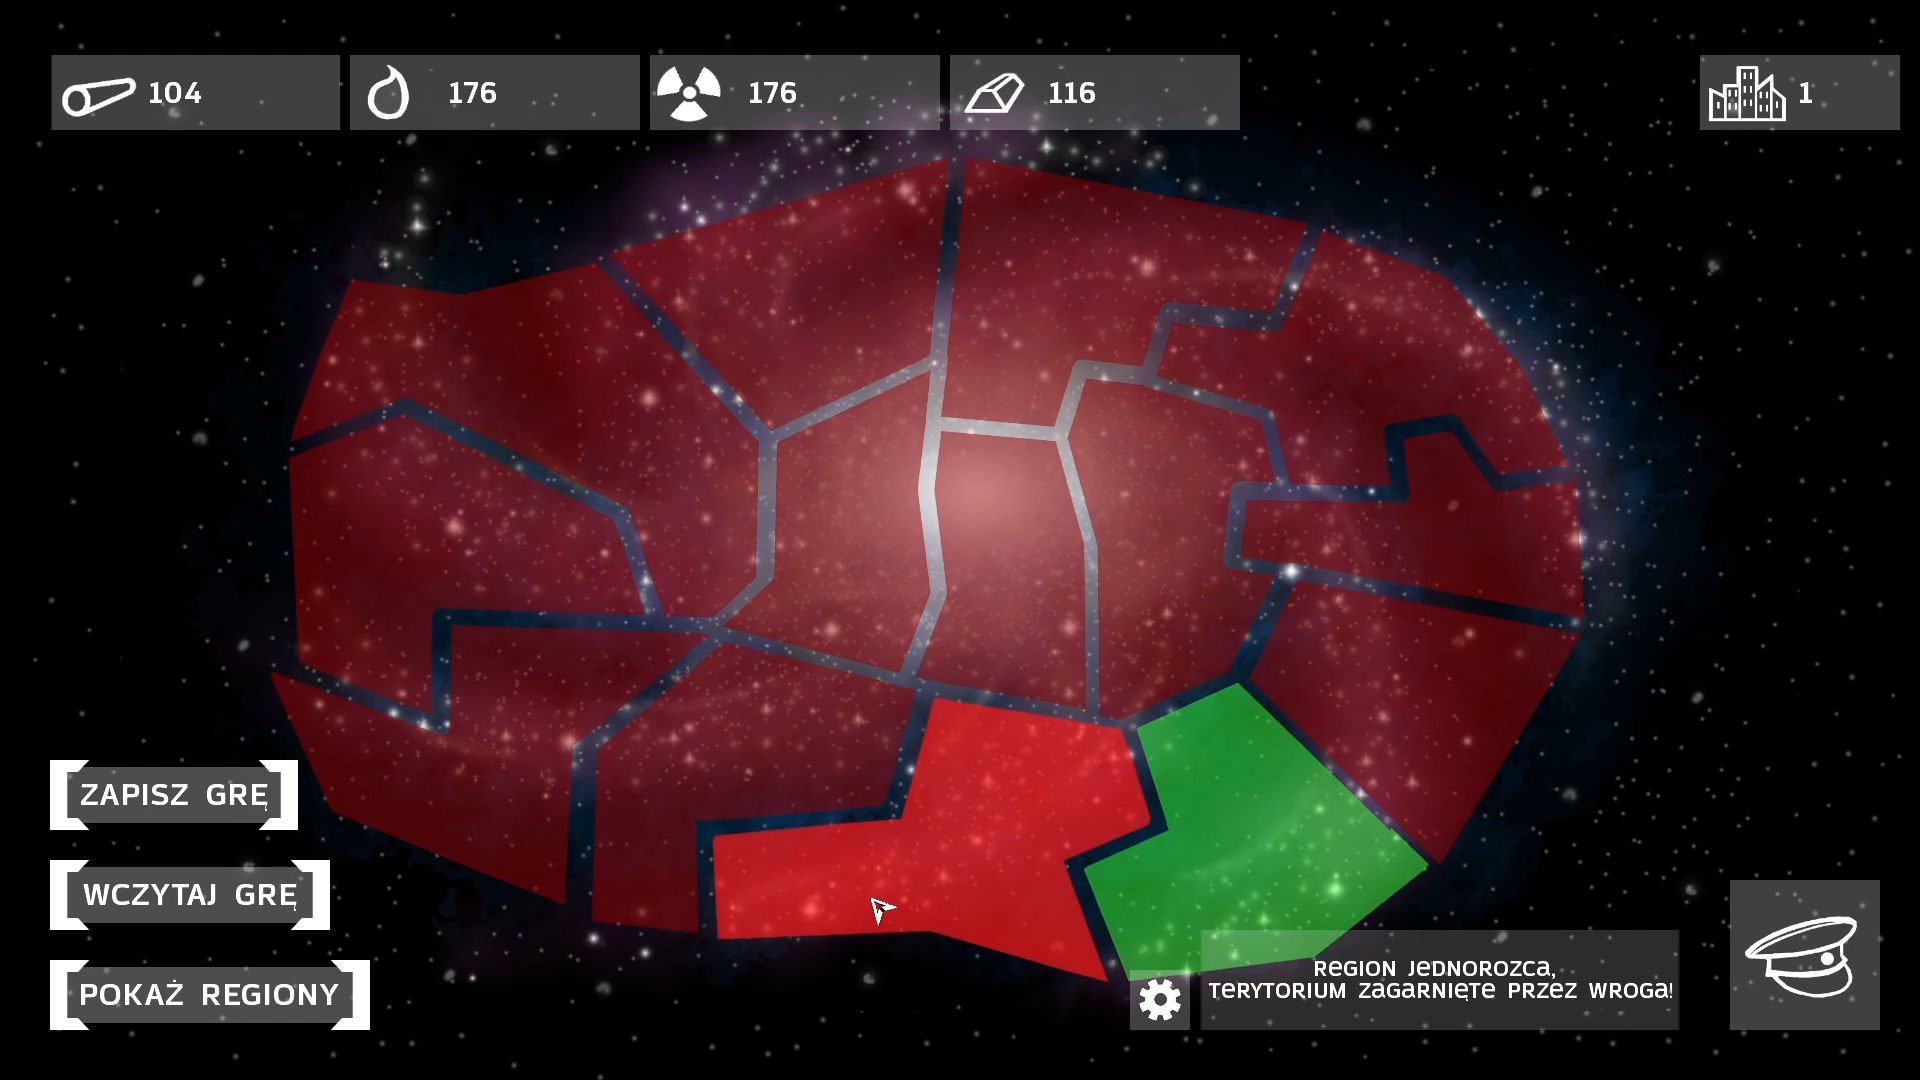 104
176
176
116
1
ZAPISZ GRĘ
WCZYTAJ GRĘ
POKAŻ REGIONY
REGION JEDNOROZCA,
TERYTORIUM ZAGARNIĘTE PRZEZ WROGA!